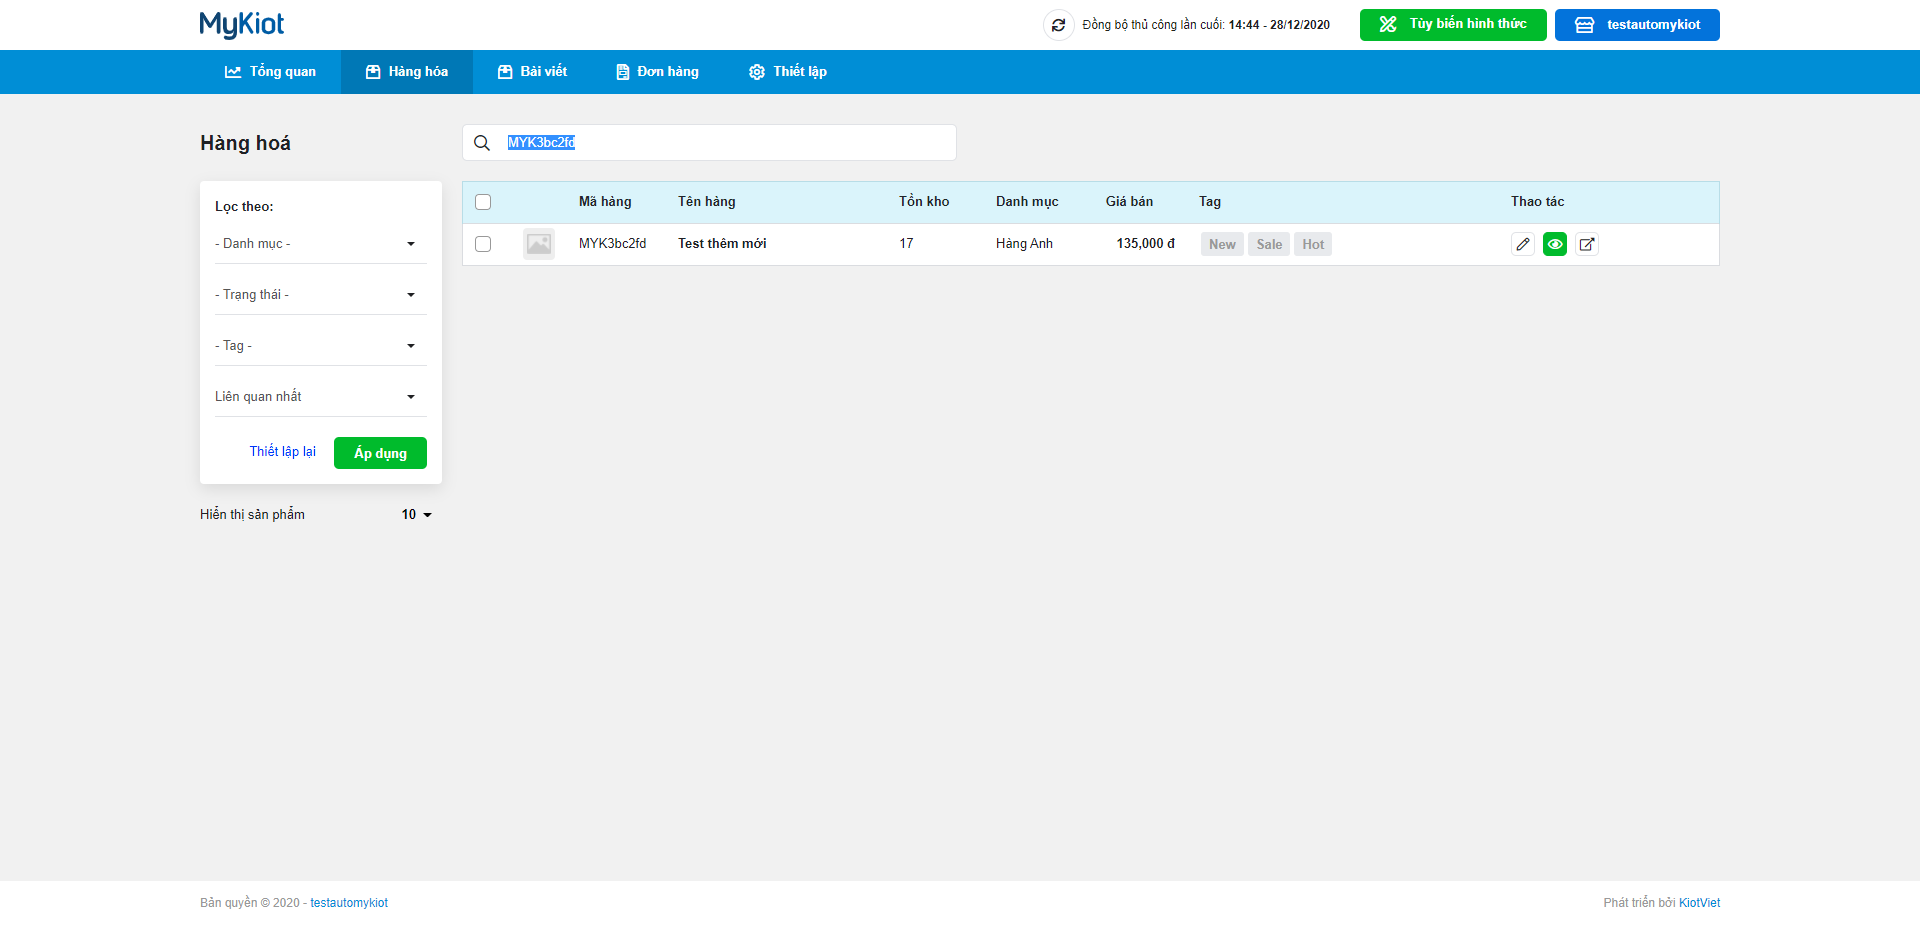 MyKiot
Đồng bộ thủ công lần cuối: 14:44 - 28/12/2020
Tùy biến hình thức
testautomykiot
Tổng quan
Hàng hóa
Bài viết
Đơn hàng
Thiết lập
Hàng hoá
MYK3bc2fd
Lọc theo:
- Danh mục -
- Trạng thái -
- Tag -
Liên quan nhất
Thiết lập lại
Áp dụng
Hiển thị sản phẩm 10
Mã hàng Tên hàng Tồn kho Danh mục Giá bán Tag Thao tác
MYK3bc2fd Test thêm mới 17 Hàng Anh 135,000 đ New Sale Hot
Bản quyền © 2020 - testautomykiot
Phát triển bởi KiotViet